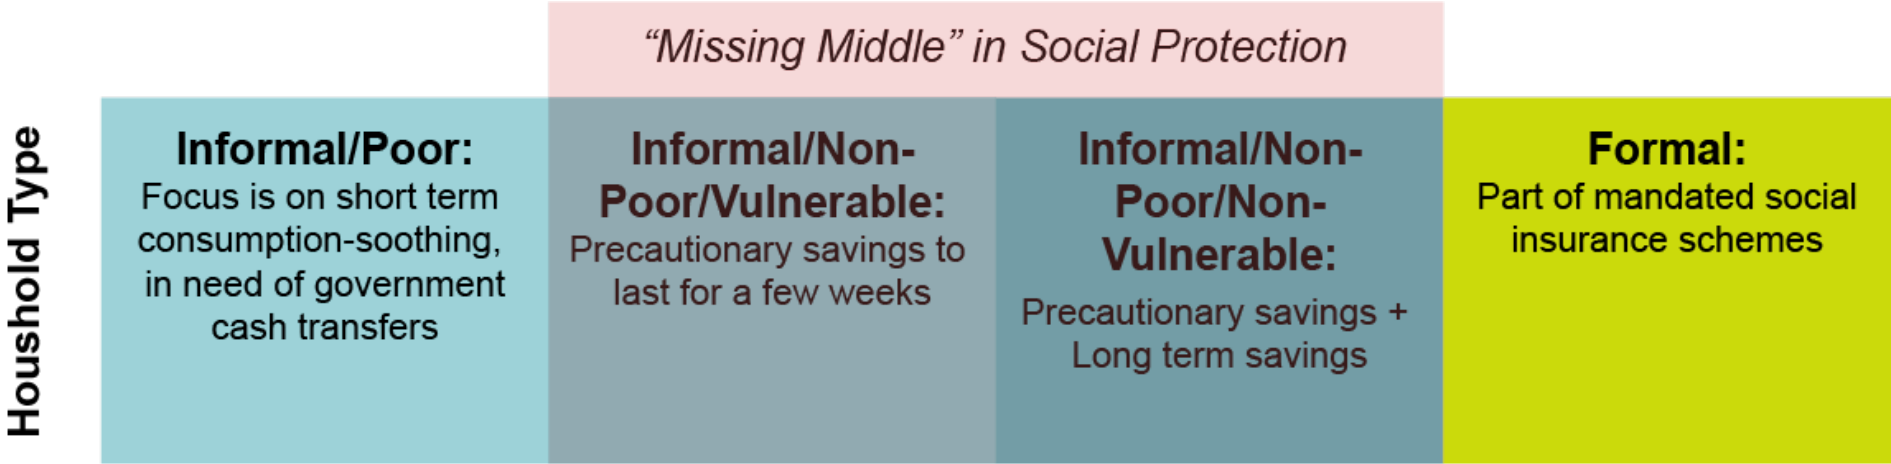 “Missing Middle” in Social Protection
Houshold Type
Informal/Poor:
Focus is on short term
consumption-soothing,
in need of government
cash transfers
Informal/Non-
Poor/Vulnerable:
Precautionary savings to
last for a few weeks
Informal/Non-
Poor/Non-
Vulnerable:
Precautionary savings +
Long term savings
Formal:
Part of mandated social
insurance schemes